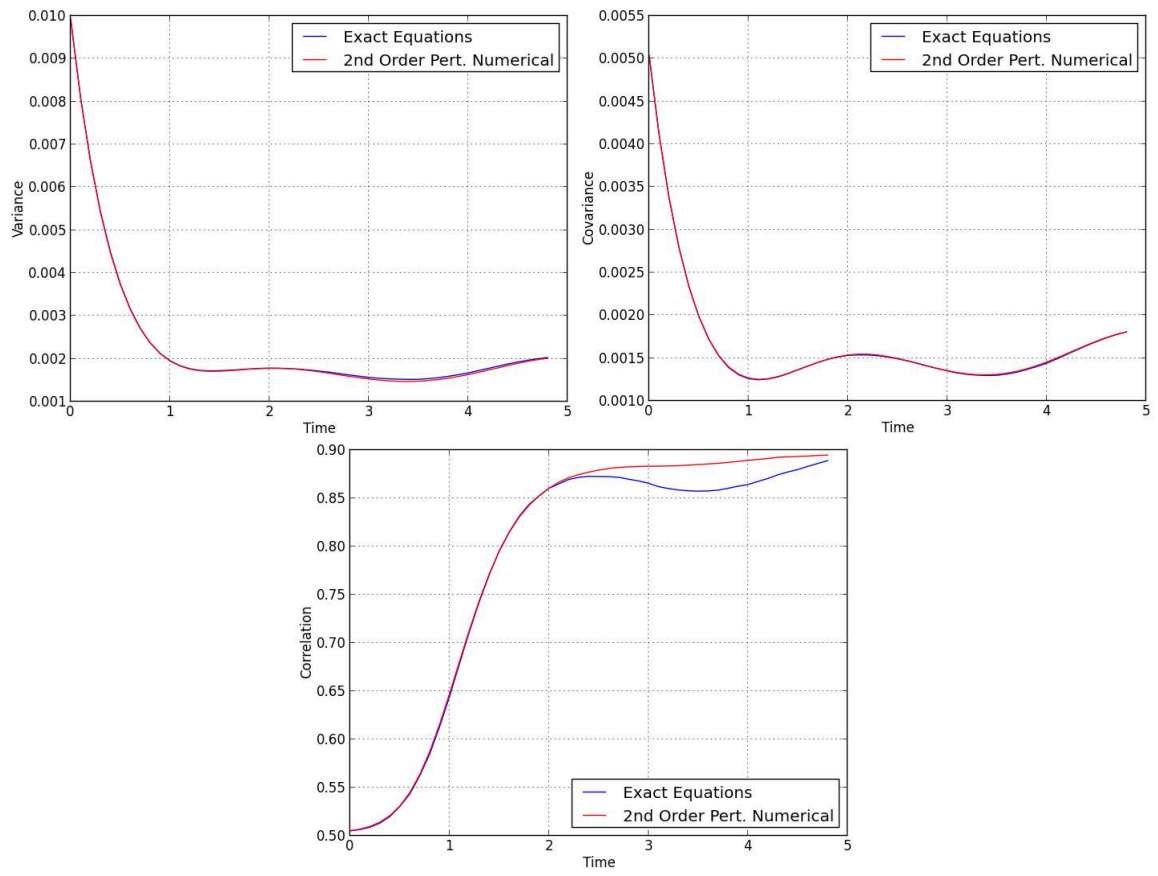 0.010
0.009
0.008
0.007
0.006
0.005
0.004
0.003
0.002
0.001
Variance
0 1 2 3 4 5
Time
Exact Equations
2nd Order Pert. Numerical
0.0055
0.0050
0.0045
0.0040
0.0035
0.0030
0.0025
0.0020
0.0015
0.0010
Covariance
0 1 2 3 4 5
Time
Exact Equations
2nd Order Pert. Numerical
0.90
0.85
0.80
0.75
0.70
0.65
0.60
0.55
0.50
Correlation
0 1 2 3 4 5
Time
Exact Equations
2nd Order Pert. Numerical